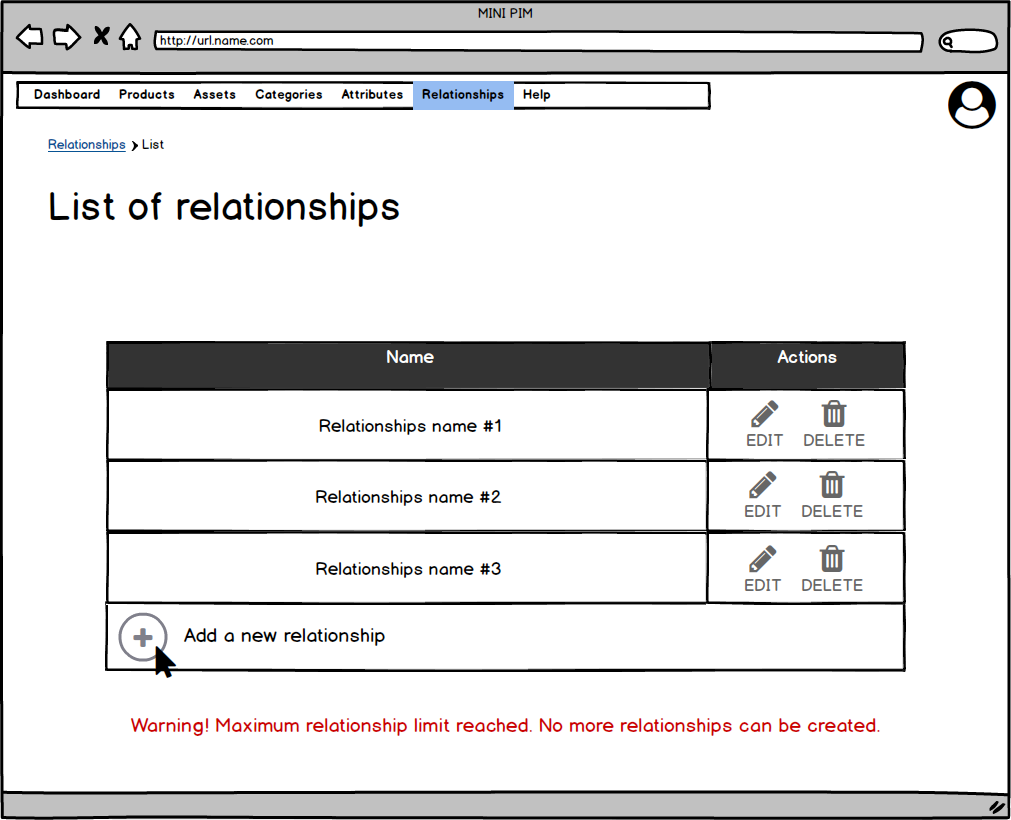 MINI PIM
http://url.name.com
Dashboard Products Assets Categories Attributes Relationships Help
Relationships List
List of relationships
Name Actions
Relationships name #1
EDIT DELETE
Relationships name #2
EDIT DELETE
Relationships name #3
EDIT DELETE
Add a new relationship
Warning! Maximum relationship limit reached. No more relationships can be created.